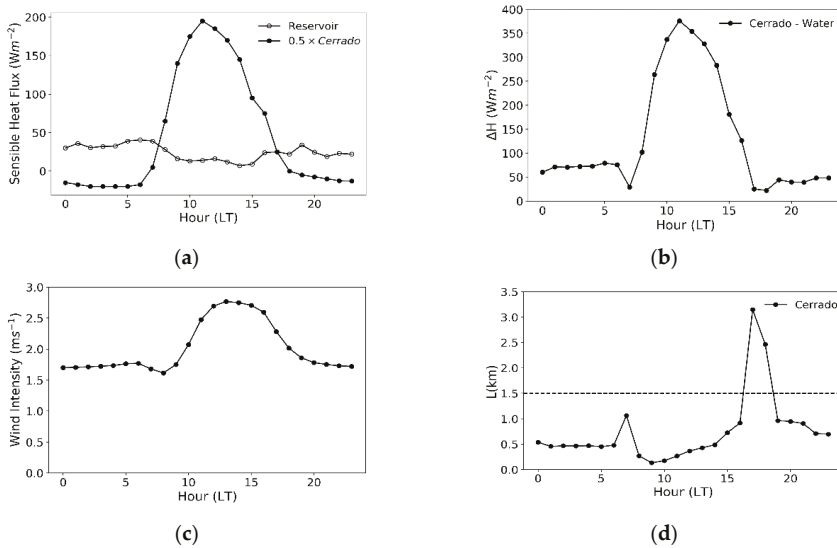 Sensible Heat Flux (Wm⁻²)
200
150
100
50
0
Reservoir
0.5 × Cerrado
0 5 10 15 20
Hour (LT)
(a)
ΔH (Wm⁻²)
400
350
300
250
200
150
100
50
0
Cerrado - Water
0 5 10 15 20
Hour (LT)
(b)
Wind Intensity (ms⁻¹)
3.0
2.5
2.0
1.5
1.0
0.5
0.0
0 5 10 15 20
Hour (LT)
(c)
L(km)
3.5
3.0
2.5
2.0
1.5
1.0
0.5
0.0
Cerrado
0 5 10 15 20
Hour (LT)
(d)